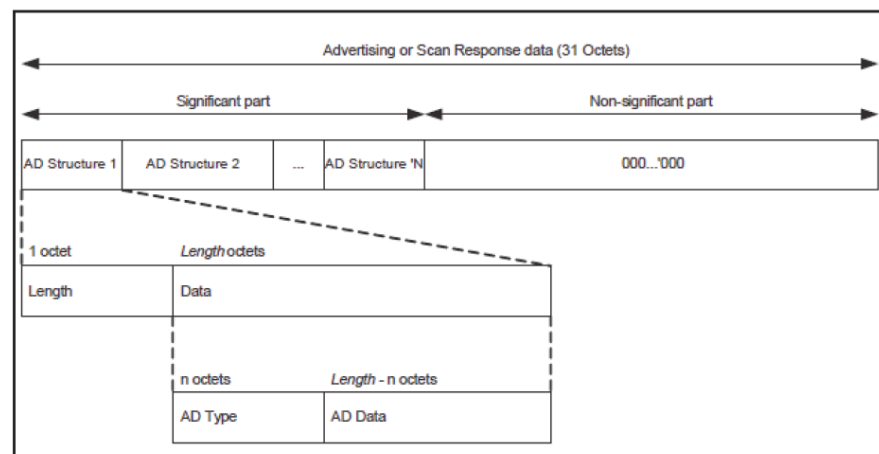 Advertising or Scan Response data (31 Octets)
Significant part Non-significant part
AD Structure 1 AD Structure 2 ... AD Structure 'N 000...'000
1 octet Length octets
Length Data
n octets Length - n octets
AD Type AD Data